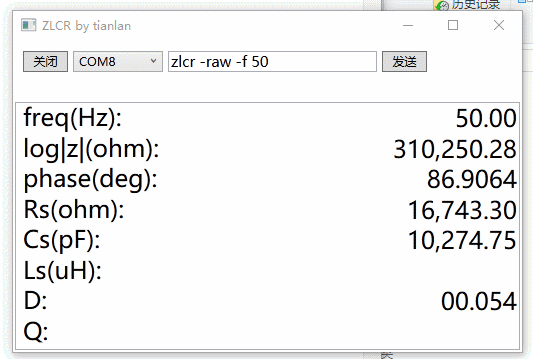 历史记录
ZLCR by tianlan
关闭 COM8 zlcr -raw -f 50 发送
freq(Hz): 50.00
log|z|(ohm): 310,250.28
phase(deg): 86.9064
Rs(ohm): 16,743.30
Cs(pF): 10,274.75
Ls(uH):
D: 00.054
Q: